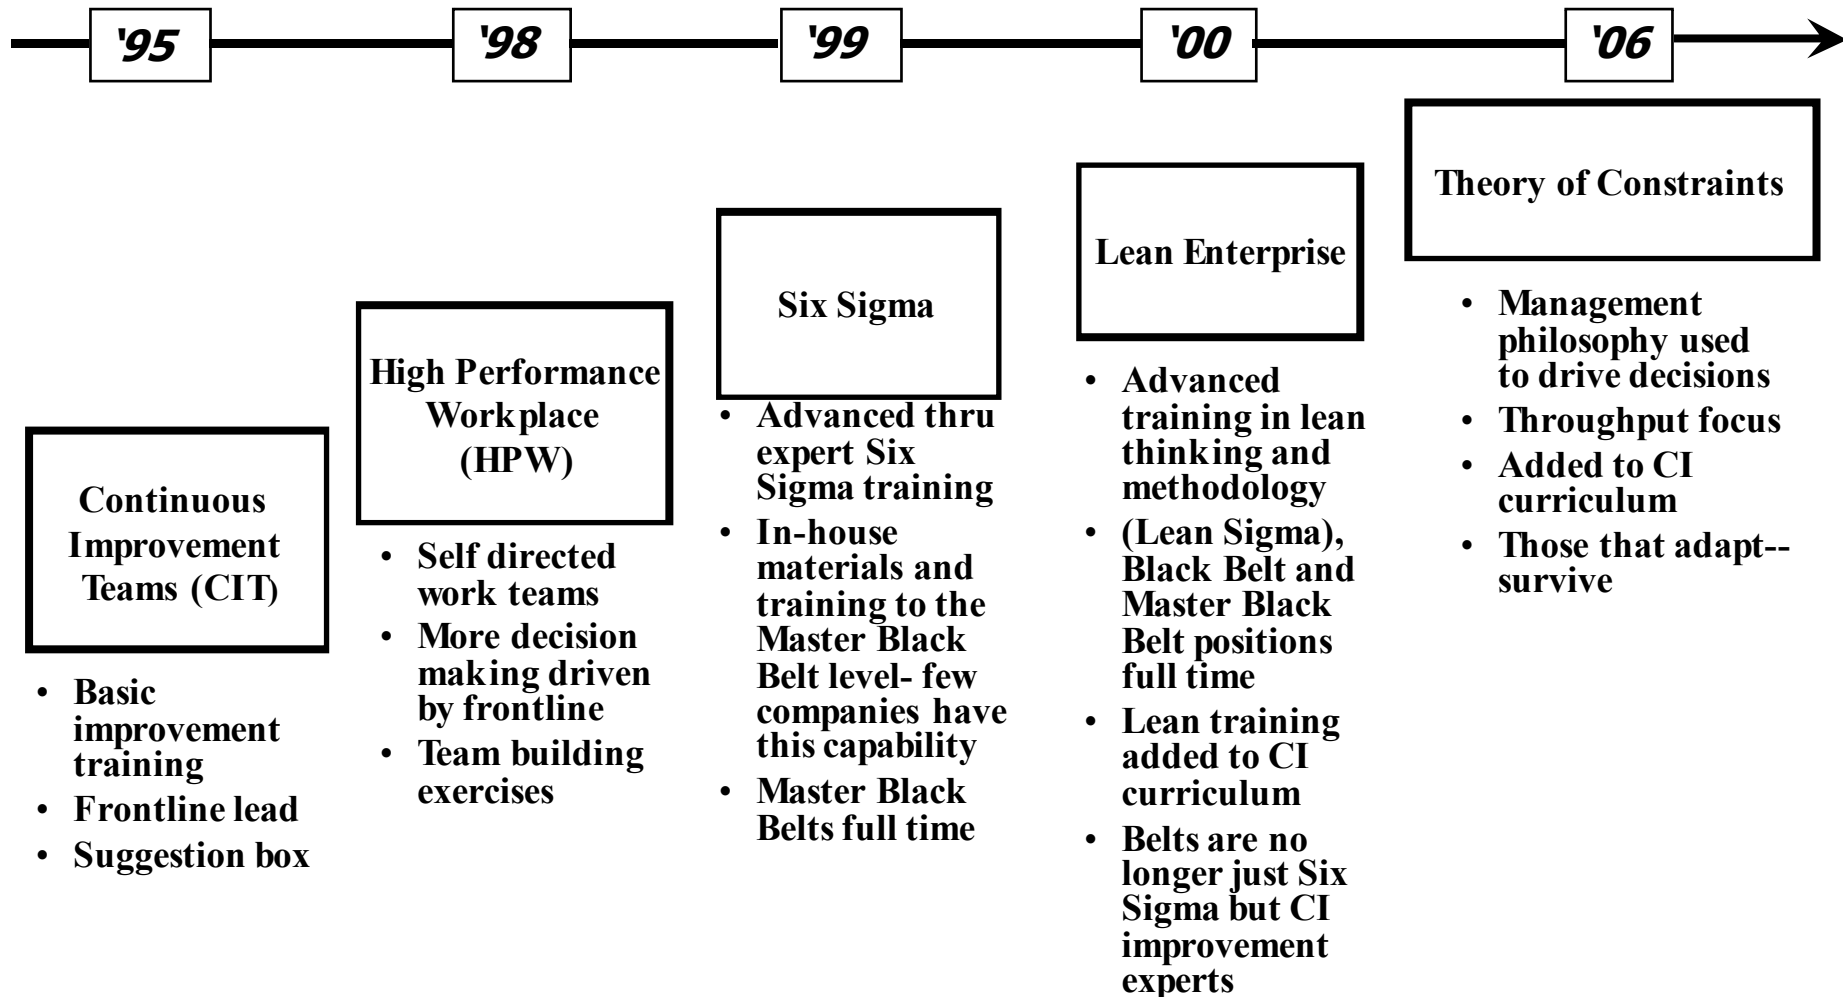 ‘95
‘98
‘99
‘00
‘06
Continuous
Improvement
Teams (CIT)
• Basic
improvement
training
• Frontline lead
• Suggestion box
High Performance
Workplace
(HPW)
• Self directed
work teams
• More decision
making driven
by frontline
• Team building
exercises
Six Sigma
• Advanced thru
expert Six
Sigma training
• In-house
materials and
training to the
Master Black
Belt level- few
companies have
this capability
• Master Black
Belts full time
Lean Enterprise
• Advanced
training in lean
thinking and
methodology
• (Lean Sigma),
Black Belt and
Master Black
Belt positions
full time
• Lean training
added to CI
curriculum
• Belts are no
longer just Six
Sigma but CI
improvement
experts
Theory of Constraints
• Management
philosophy used
to drive decisions
• Throughput focus
• Added to CI
curriculum
• Those that adapt--
survive